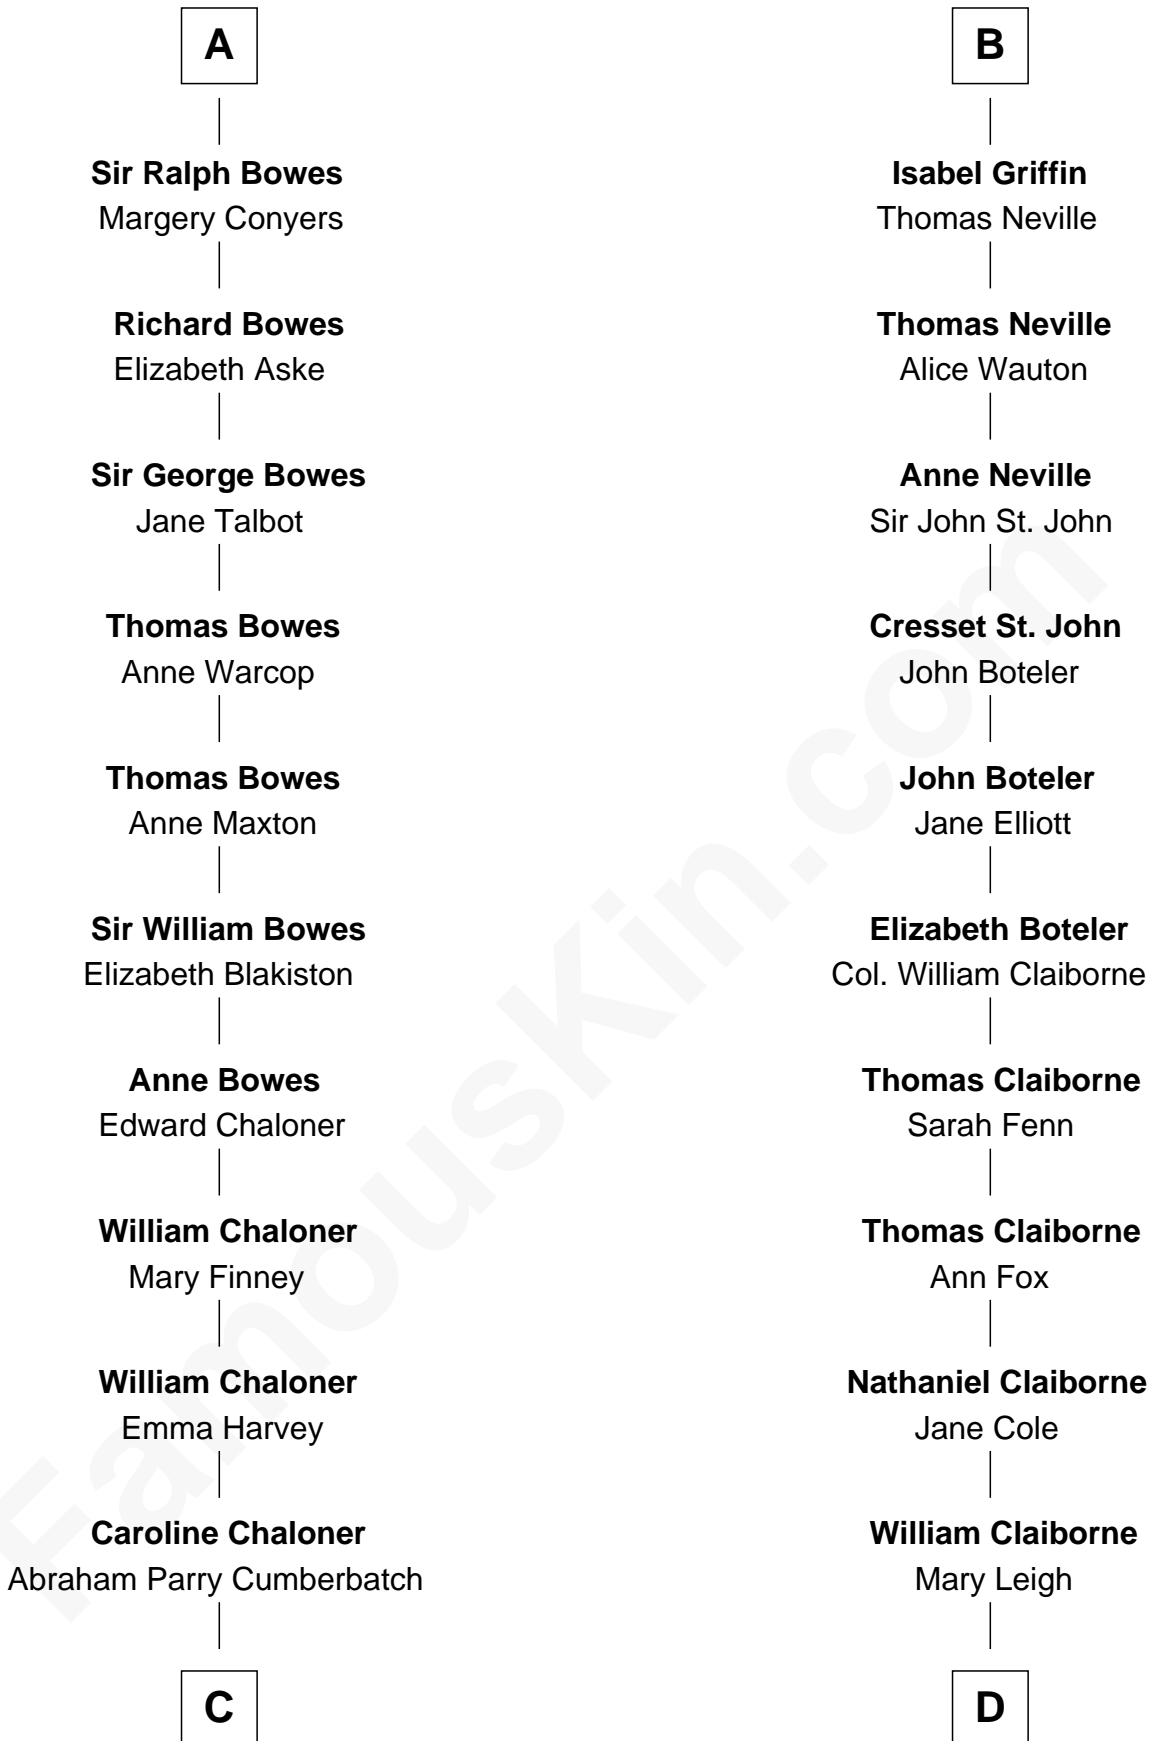 A
Sir Ralph Bowes
Margery Conyers
Richard Bowes
Elizabeth Aske
Sir George Bowes
Jane Talbot
Thomas Bowes
Anne Warcop
Thomas Bowes
Anne Maxton
Sir William Bowes
Elizabeth Blakiston
Anne Bowes
Edward Chaloner
William Chaloner
Mary Finney
William Chaloner
Emma Harvey
Caroline Chaloner
Abraham Parry Cumberbatch
C
B
Isabel Griffin
Thomas Neville
Thomas Neville
Alice Wauton
Anne Neville
Sir John St. John
Cresset St. John
John Boteler
John Boteler
Jane Elliott
Elizabeth Boteler
Col. William Claiborne
Thomas Claiborne
Sarah Fenn
Thomas Claiborne
Ann Fox
Nathaniel Claiborne
Jane Cole
William Claiborne
Mary Leigh
D
FamousKin.com